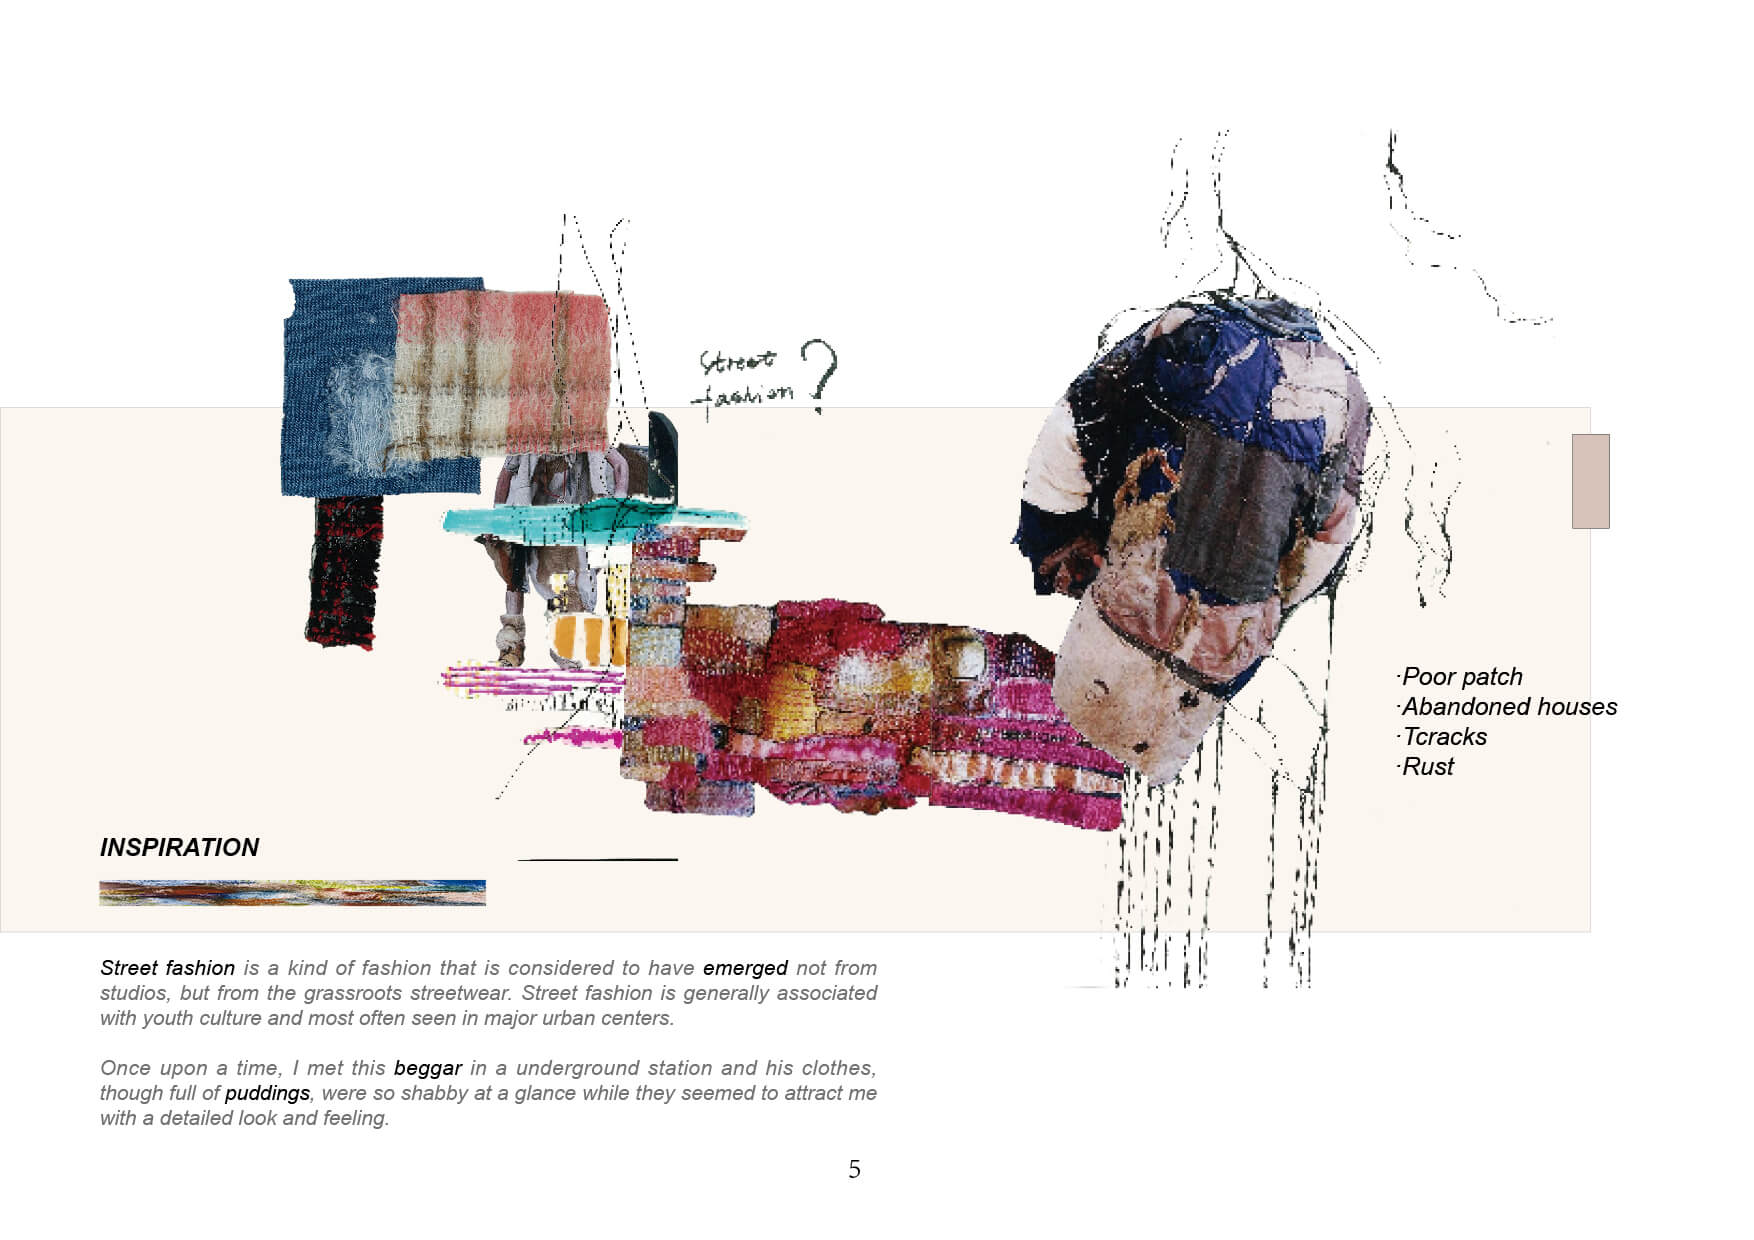 Street
fashion ?
·Poor patch
·Abandoned houses
·Tcracks
·Rust
INSPIRATION
Street fashion is a kind of fashion that is considered to have emerged not from
studios, but from the grassroots streetwear. Street fashion is generally associated
with youth culture and most often seen in major urban centers.
Once upon a time, I met this beggar in a underground station and his clothes,
though full of puddings, were so shabby at a glance while they seemed to attract me
with a detailed look and feeling.
5